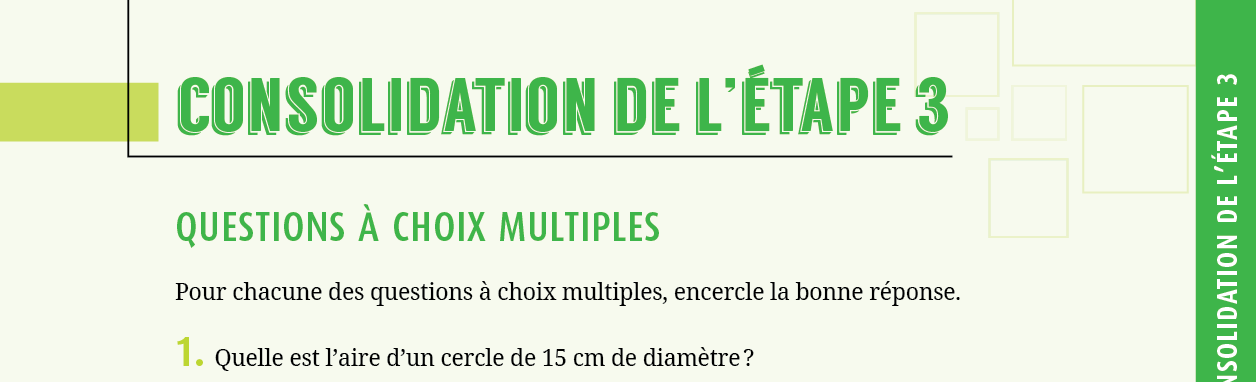 CONSOLIDATION DE L'ÉTAPE 3
QUESTIONS À CHOIX MULTIPLES
Pour chacune des questions à choix multiples, encercle la bonne réponse.
1. Quelle est l'aire d'un cercle de 15 cm de diamètre ?
NSOLIDATION DE L'ÉTAPE 3